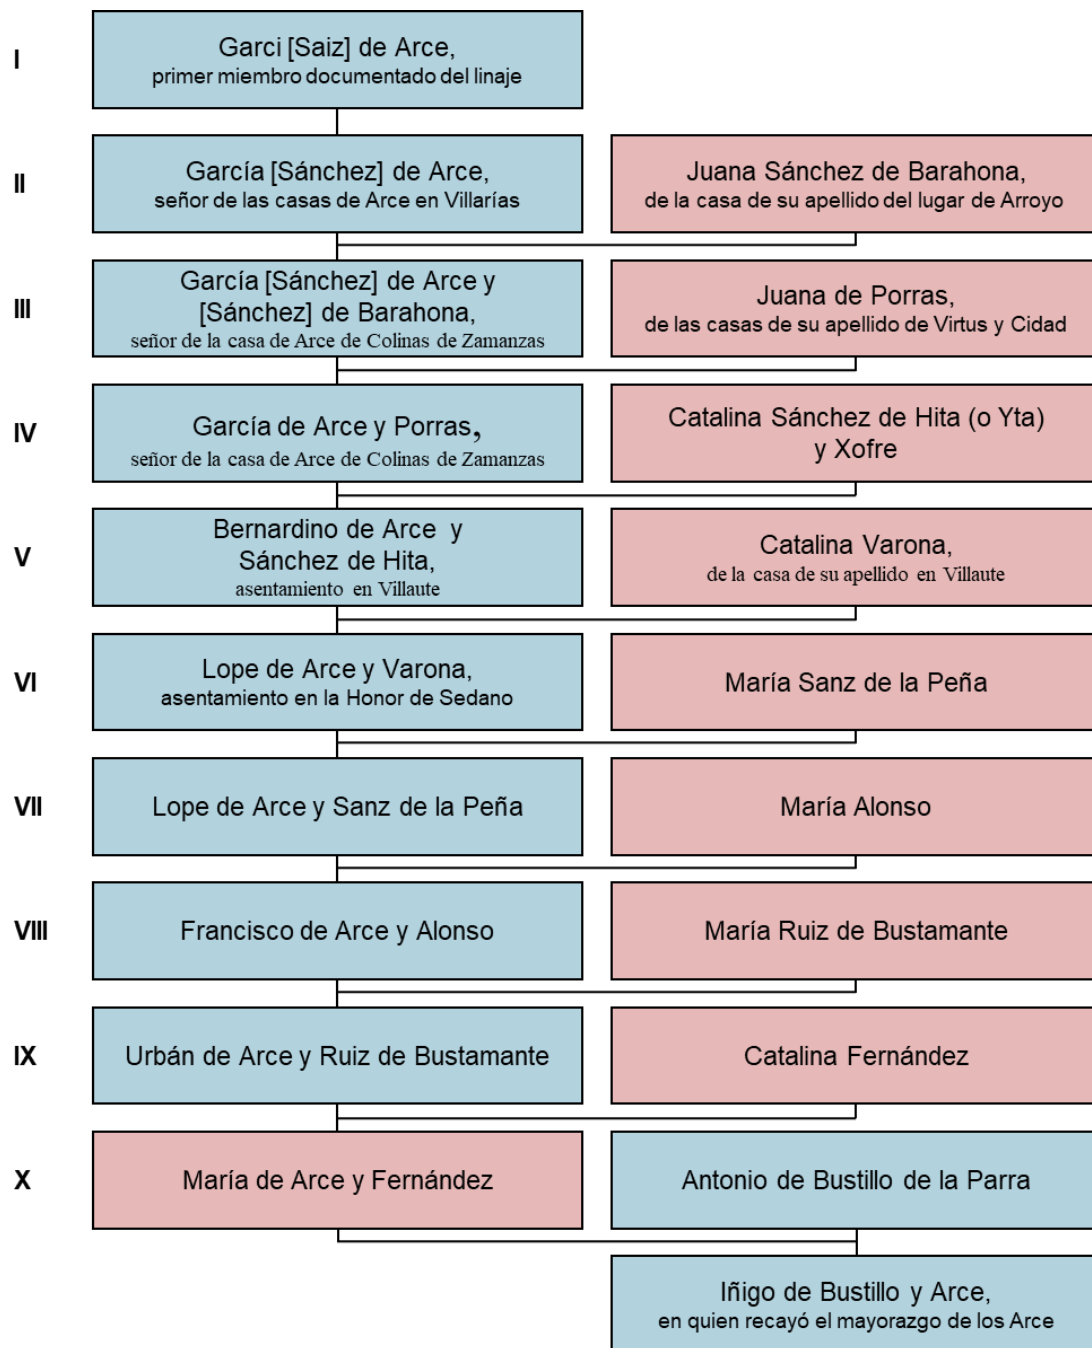 I
Garci [Saiz] de Arce,
primer miembro documentado del linaje
II
García [Sánchez] de Arce,
señor de las casas de Arce en Villarías
Juana Sánchez de Barahona,
de la casa de su apellido del lugar de Arroyo
III
García [Sánchez] de Arce y
[Sánchez] de Barahona,
señor de la casa de Arce de Colinas de Zamanzas
Juana de Porras,
de las casas de su apellido de Virtus y Cidad
IV
García de Arce y Porras,
señor de la casa de Arce de Colinas de Zamanzas
Catalina Sánchez de Hita (o Yta)
y Xofre
V
Bernardino de Arce y
Sánchez de Hita,
asentamiento en Villaute
Catalina Varona,
de la casa de su apellido en Villaute
VI
Lope de Arce y Varona,
asentamiento en la Honor de Sedano
María Sanz de la Peña
VII
Lope de Arce y Sanz de la Peña
María Alonso
VIII
Francisco de Arce y Alonso
María Ruiz de Bustamante
IX
Urbán de Arce y Ruiz de Bustamante
Catalina Fernández
X
María de Arce y Fernández
Antonio de Bustillo de la Parra
Iñigo de Bustillo y Arce,
en quien recayó el mayorazgo de los Arce